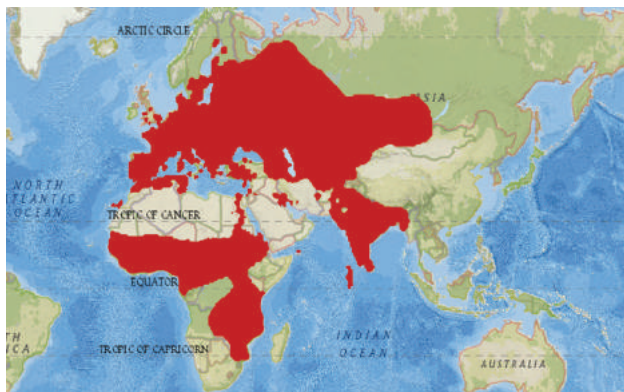 ARCTIC CIRCLE
ASIA
NORTH
ATLANTIC
OCEAN
TROPIC OF CANCER
EQUATOR
INDIAN
OCEAN
TROPIC OF CAPRICORN
AUSTRALIA